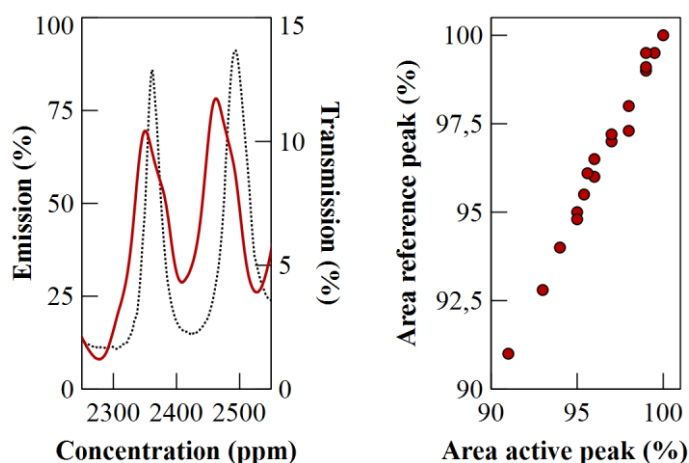 100
75
50
25
0
Emission (%)
15
10
5
0
Transmission
(%)
2300 2400 2500
Concentration (ppm)
100
97,5
95
92,5
90
Area reference peak (%)
90 95 100
Area active peak (%)